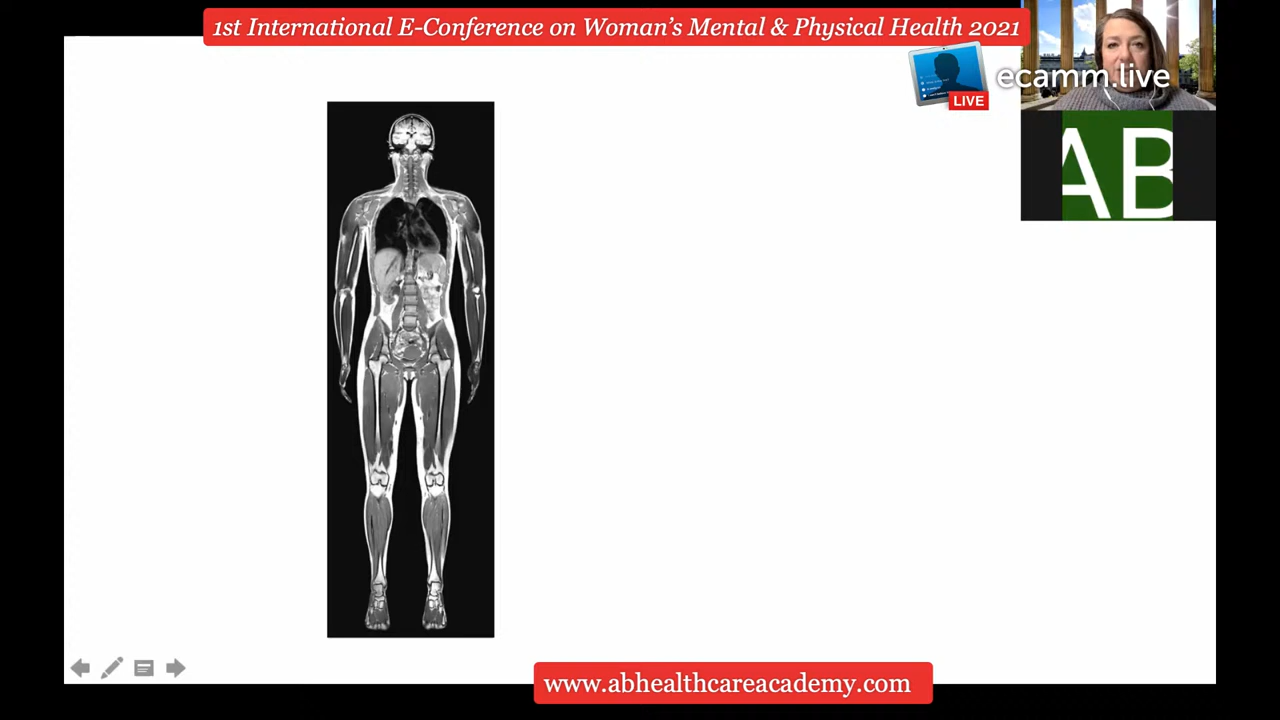 1st International E-Conference on Woman's Mental & Physical Health 2021
ecamm.live
LIVE
AB
www.abhealthcareacademy.com